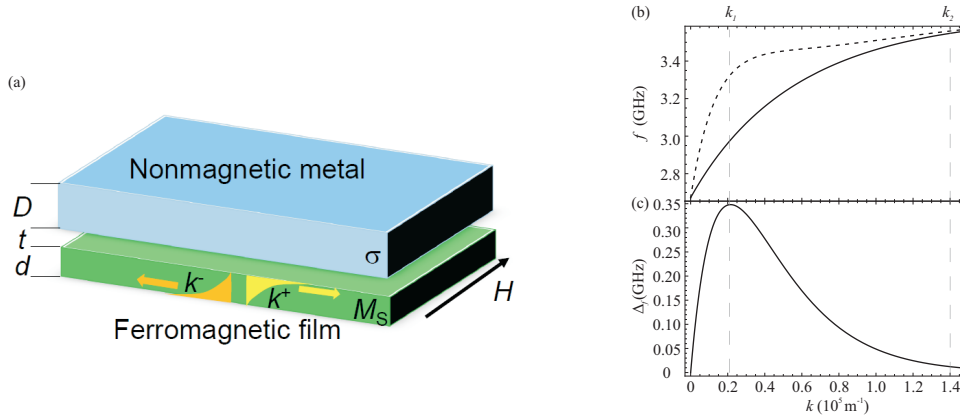 (a)
Nonmagnetic metal
D
t
d
σ
k⁻
k⁺
M_S
H
Ferromagnetic film
(b)
k₁
k₂
3.4
3.2
3.0
2.8
f (GHz)
(c)
0.35
0.30
0.25
0.20
0.15
0.10
0.05
0
Δ_f(GHz)
0 0.2 0.4 0.6 0.8 1.0 1.2 1.4
k (10⁵ m⁻¹)